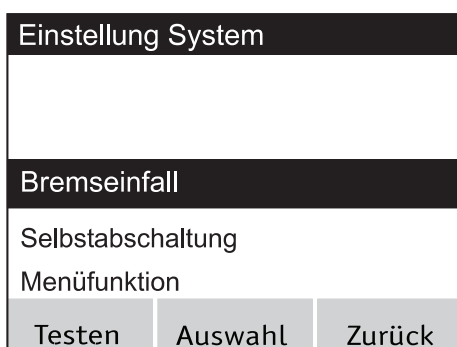 Einstellung System
Bremseinfall
Selbstabschaltung
Menüfunktion
Testen Auswahl Zurück